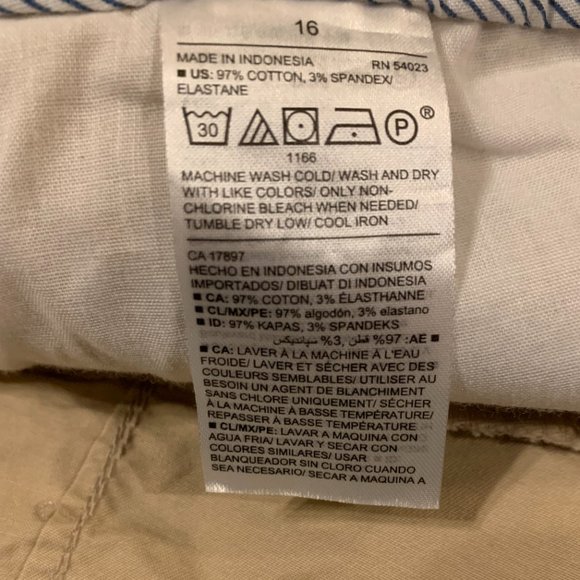 16
MADE IN INDONESIA RN 54023
■ US: 97% COTTON, 3% SPANDEX/
ELASTANE
30 P ®
1166
MACHINE WASH COLD/ WASH AND DRY
WITH LIKE COLORS/ ONLY NON-
CHLORINE BLEACH WHEN NEEDED/
TUMBLE DRY LOW/ COOL IRON
CA 17897
HECHO EN INDONESIA CON INSUMOS
IMPORTADOS/ DIBUAT DI INDONESIA
■ CA: 97% COTON, 3% ÉLASTHANNE
■ CL/MX/PE: 97% algodón, 3% elastano
■ ID: 97% KAPAS, 3% SPANDEKS
■ AE: 97% قطن, 3% سباندیکس
■ CA: LAVER À LA MACHINE À L'EAU
FROIDE/ LAVER ET SÉCHER AVEC DES
COULEURS SEMBLABLES/ UTILISER AU
BESOIN UN AGENT DE BLANCHIMENT
SANS CHLORE UNIQUEMENT/ SÉCHER
À LA MACHINE À BASSE TEMPÉRATURE/
REPASSER À BASSE TEMPÉRATURE
■ CL/MX/PE: LAVAR A MAQUINA CON
AGUA FRIA/ LAVAR Y SECAR CON
COLORES SIMILARES/ USAR
BLANQUEADOR SIN CLORO CUANDO
SEA NECESARIO/ SECAR A MAQUINA A